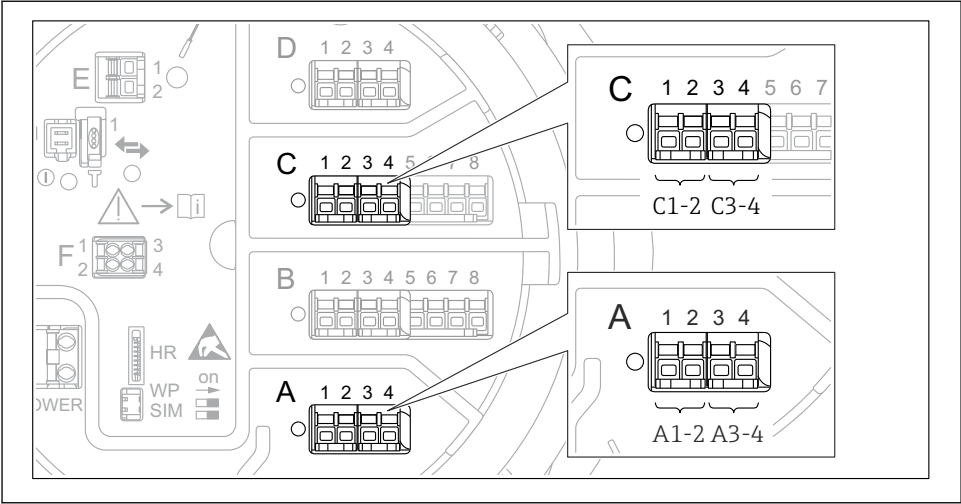 D 1 2 3 4
E 1
2
1
C 1 2 3 4 5 6 7 8
i
F 1 3
2 4
B 1 2 3 4 5 6 7 8
HR
WP
SIM
on
OWER
A 1 2 3 4
C 1 2 3 4 5 6 7
C1-2 C3-4
A 1 2 3 4
A1-2 A3-4